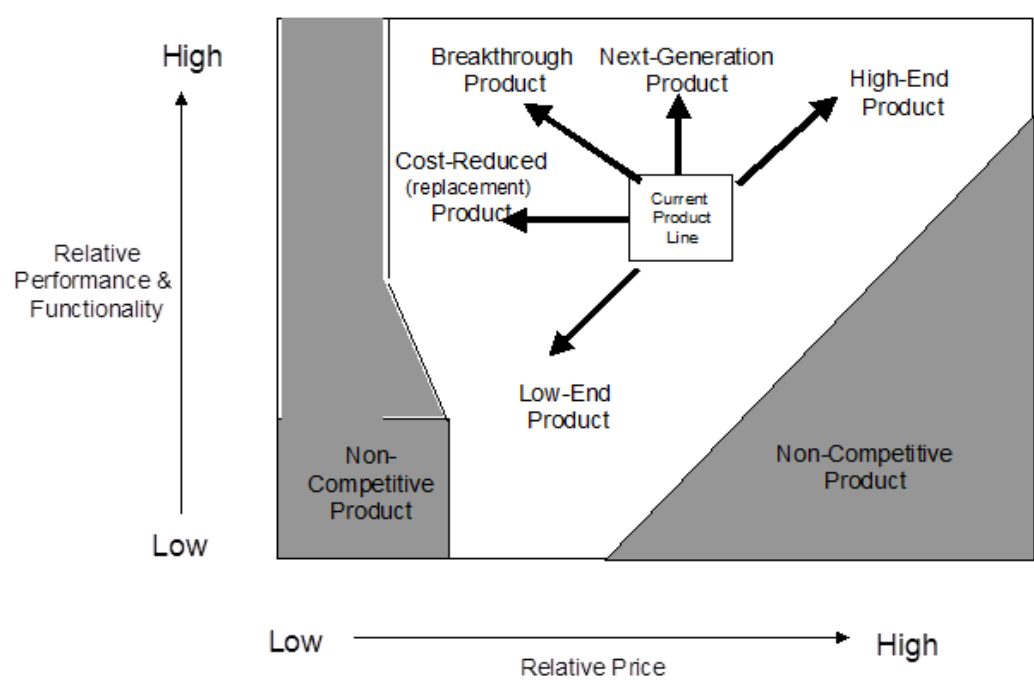 High
Relative
Performance &
Functionality
Low
Breakthrough
Product
Next-Generation
Product
High-End
Product
Cost-Reduced
(replacement)
Product
Current
Product
Line
Low-End
Product
Non-
Competitive
Product
Non-Competitive
Product
Low
High
Relative Price